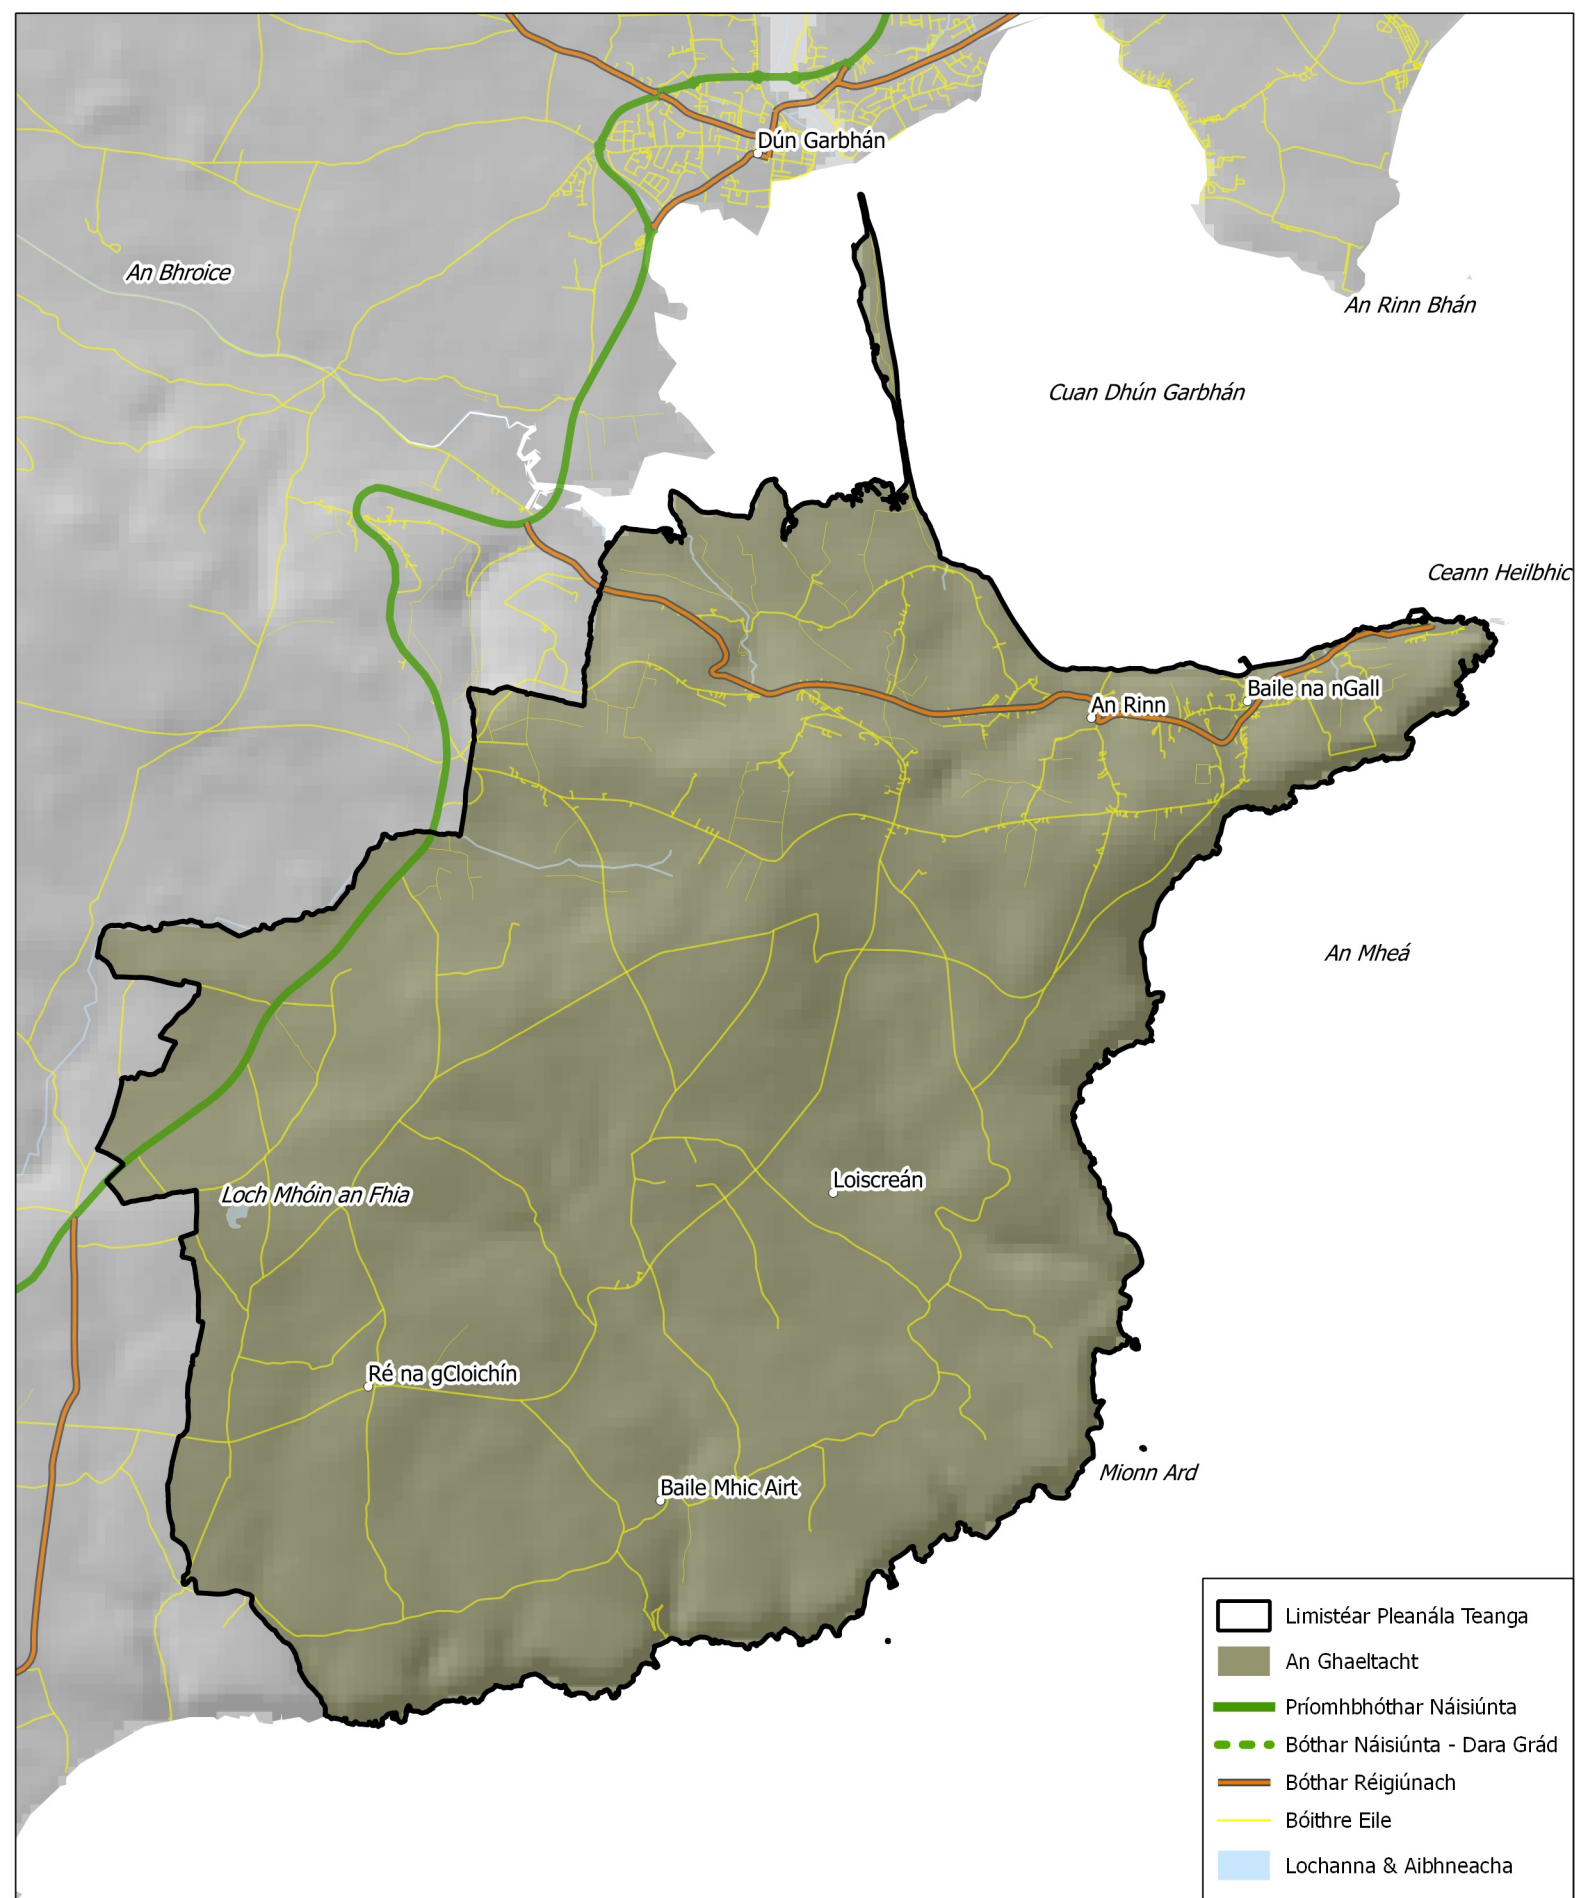 Dún Garbhán
An Bhroice
An Rinn Bhán
Cuan Dhún Garbhán
Ceann Heilbhic
Baile na nGall
An Rinn
An Mheá
Loiscreán
Loch Mhóin an Fhia
Ré na gCloichín
Mionn Ard
Baile Mhic Airt
Limistéar Pleanála Teanga
An Ghaeltacht
Príomhbhóthar Náisiúnta
Bóthar Náisiúnta - Dara Grád
Bóthar Réigiúnach
Bóithre Eile
Lochanna & Aibhneacha